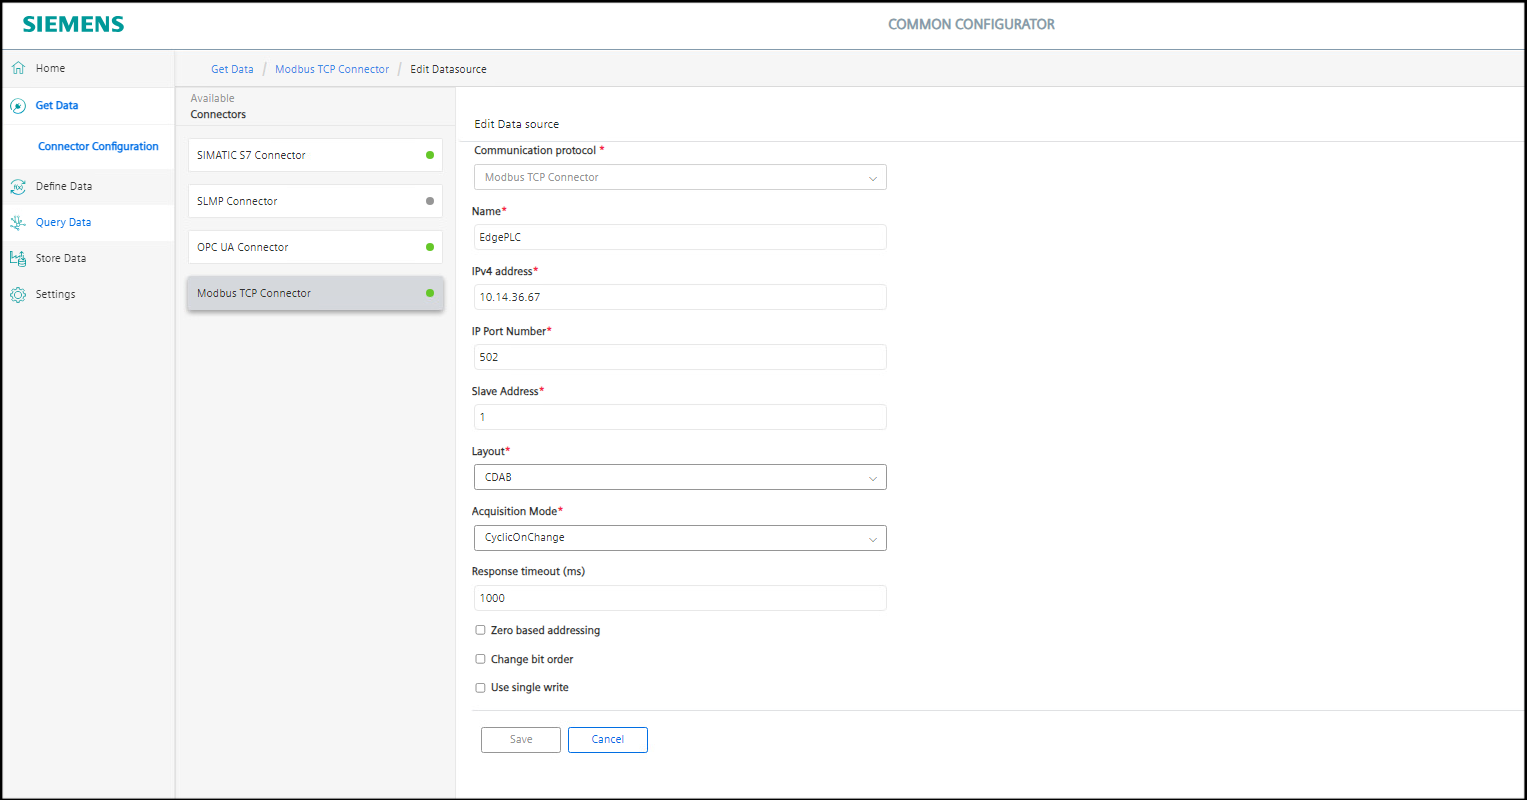 SIEMENS
COMMON CONFIGURATOR
Home
Get Data
Connector Configuration
Define Data
Query Data
Store Data
Settings
Get Data / Modbus TCP Connector / Edit Datasource
Available
Connectors
SIMATIC S7 Connector
SLMP Connector
OPC UA Connector
Modbus TCP Connector
Edit Data source
Communication protocol *
Modbus TCP Connector
Name*
EdgePLC
IPv4 address*
10.14.36.67
IP Port Number*
502
Slave Address*
1
Layout*
CDAB
Acquisition Mode*
CyclicOnChange
Response timeout (ms)
1000
Zero based addressing
Change bit order
Use single write
Save Cancel